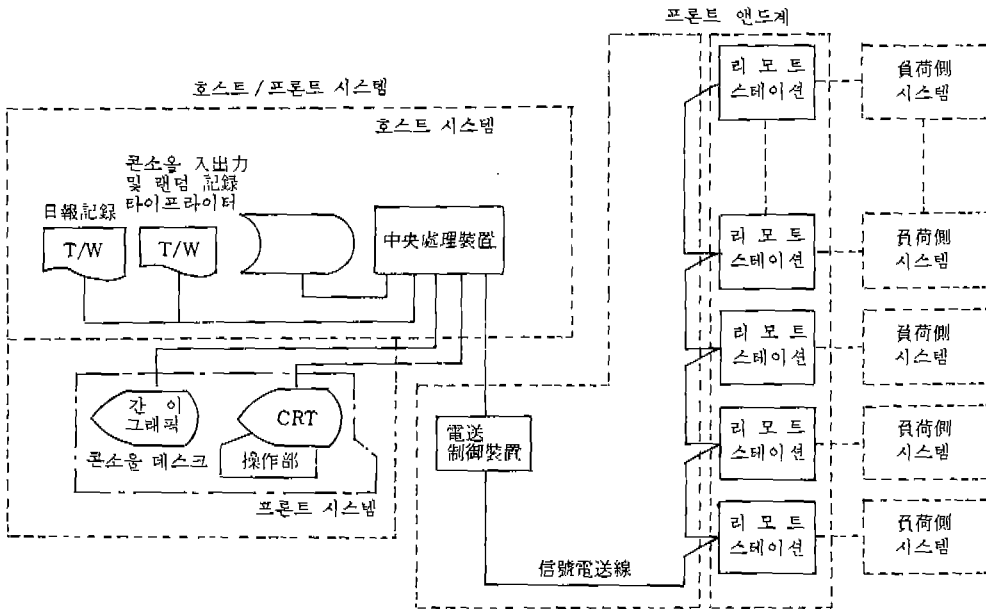 프론트 앤드계
호스트/프론트 시스템
호스트 시스템
콘소올 入出力
및 랜덤 記錄
타이프라이터
日報記錄
T/W
T/W
中央處理裝置
간 이
그래픽
CRT
操作部
콘소울 데스크
프론트 시스템
電送
制御裝置
信號電送線
리 모 트
스테이션
負荷側
시스템
리 모 트
스테이션
負荷側
시스템
리 모 트
스테이션
負荷側
시스템
리 모 트
스테이션
負荷側
시스템
리 모 트
스테이션
負荷側
시스템